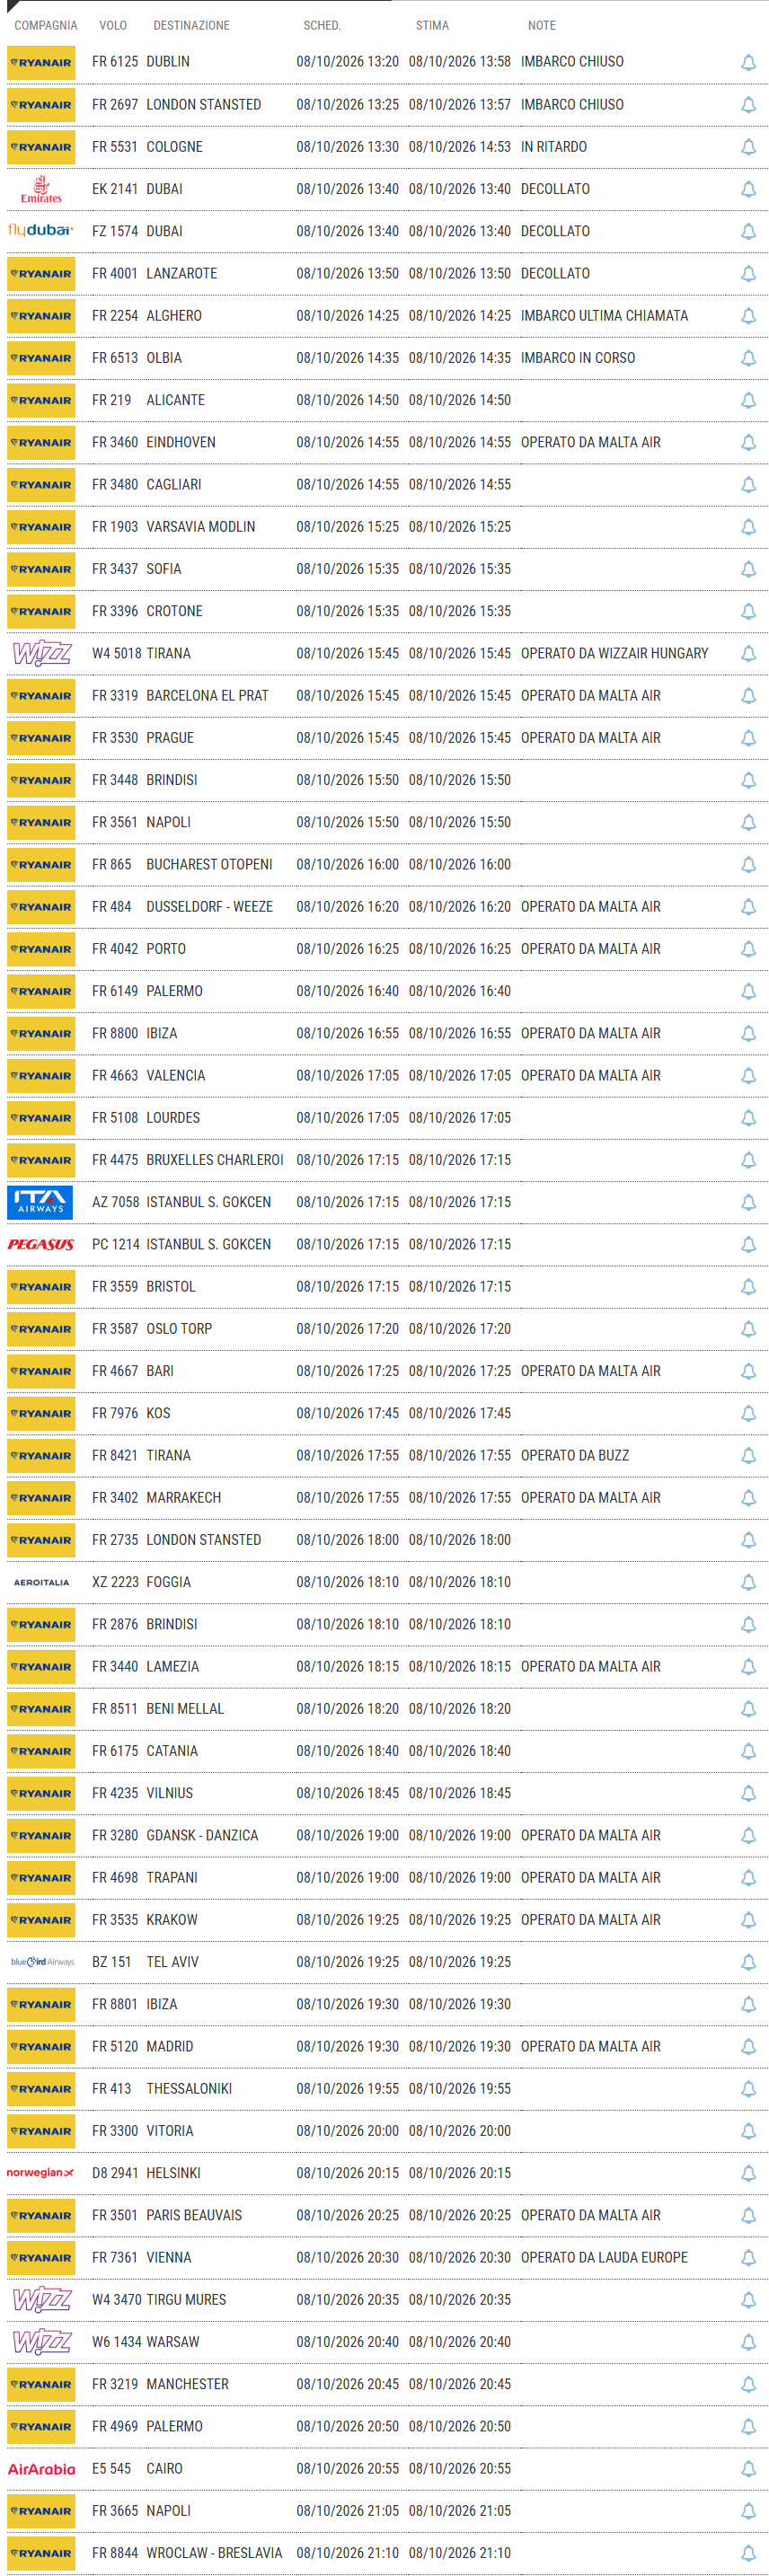 COMPAGNIA VOLO DESTINAZIONE SCHED. STIMA NOTE
RYANAIR FR 6125 DUBLIN 08/10/2026 13:20 08/10/2026 13:58 IMBARCO CHIUSO
RYANAIR FR 2697 LONDON STANSTED 08/10/2026 13:25 08/10/2026 13:57 IMBARCO CHIUSO
RYANAIR FR 5531 COLOGNE 08/10/2026 13:30 08/10/2026 14:53 IN RITARDO
Emirates EK 2141 DUBAI 08/10/2026 13:40 08/10/2026 13:40 DECOLLATO
flydubai FZ 1574 DUBAI 08/10/2026 13:40 08/10/2026 13:40 DECOLLATO
RYANAIR FR 4001 LANZAROTE 08/10/2026 13:50 08/10/2026 13:50 DECOLLATO
RYANAIR FR 2254 ALGHERO 08/10/2026 14:25 08/10/2026 14:25 IMBARCO ULTIMA CHIAMATA
RYANAIR FR 6513 OLBIA 08/10/2026 14:35 08/10/2026 14:35 IMBARCO IN CORSO
RYANAIR FR 219 ALICANTE 08/10/2026 14:50 08/10/2026 14:50
RYANAIR FR 3460 EINDHOVEN 08/10/2026 14:55 08/10/2026 14:55 OPERATO DA MALTA AIR
RYANAIR FR 3480 CAGLIARI 08/10/2026 14:55 08/10/2026 14:55
RYANAIR FR 1903 VARSAVIA MODLIN 08/10/2026 15:25 08/10/2026 15:25
RYANAIR FR 3437 SOFIA 08/10/2026 15:35 08/10/2026 15:35
RYANAIR FR 3396 CROTONE 08/10/2026 15:35 08/10/2026 15:35
WIZZ W4 5018 TIRANA 08/10/2026 15:45 08/10/2026 15:45 OPERATO DA WIZZAIR HUNGARY
RYANAIR FR 3319 BARCELONA EL PRAT 08/10/2026 15:45 08/10/2026 15:45 OPERATO DA MALTA AIR
RYANAIR FR 3530 PRAGUE 08/10/2026 15:45 08/10/2026 15:45 OPERATO DA MALTA AIR
RYANAIR FR 3448 BRINDISI 08/10/2026 15:50 08/10/2026 15:50
RYANAIR FR 3561 NAPOLI 08/10/2026 15:50 08/10/2026 15:50
RYANAIR FR 865 BUCHAREST OTOPENI 08/10/2026 16:00 08/10/2026 16:00
RYANAIR FR 484 DUSSELDORF - WEEZE 08/10/2026 16:20 08/10/2026 16:20 OPERATO DA MALTA AIR
RYANAIR FR 4042 PORTO 08/10/2026 16:25 08/10/2026 16:25 OPERATO DA MALTA AIR
RYANAIR FR 6149 PALERMO 08/10/2026 16:40 08/10/2026 16:40
RYANAIR FR 8800 IBIZA 08/10/2026 16:55 08/10/2026 16:55 OPERATO DA MALTA AIR
RYANAIR FR 4663 VALENCIA 08/10/2026 17:05 08/10/2026 17:05 OPERATO DA MALTA AIR
RYANAIR FR 5108 LOURDES 08/10/2026 17:05 08/10/2026 17:05
RYANAIR FR 4475 BRUXELLES CHARLEROI 08/10/2026 17:15 08/10/2026 17:15
ITA AIRWAYS AZ 7058 ISTANBUL S. GOKCEN 08/10/2026 17:15 08/10/2026 17:15
PEGASUS PC 1214 ISTANBUL S. GOKCEN 08/10/2026 17:15 08/10/2026 17:15
RYANAIR FR 3559 BRISTOL 08/10/2026 17:15 08/10/2026 17:15
RYANAIR FR 3587 OSLO TORP 08/10/2026 17:20 08/10/2026 17:20
RYANAIR FR 4667 BARI 08/10/2026 17:25 08/10/2026 17:25 OPERATO DA MALTA AIR
RYANAIR FR 7976 KOS 08/10/2026 17:45 08/10/2026 17:45
RYANAIR FR 8421 TIRANA 08/10/2026 17:55 08/10/2026 17:55 OPERATO DA BUZZ
RYANAIR FR 3402 MARRAKECH 08/10/2026 17:55 08/10/2026 17:55 OPERATO DA MALTA AIR
RYANAIR FR 2735 LONDON STANSTED 08/10/2026 18:00 08/10/2026 18:00
AEROITALIA XZ 2223 FOGGIA 08/10/2026 18:10 08/10/2026 18:10
RYANAIR FR 2876 BRINDISI 08/10/2026 18:10 08/10/2026 18:10
RYANAIR FR 3440 LAMEZIA 08/10/2026 18:15 08/10/2026 18:15 OPERATO DA MALTA AIR
RYANAIR FR 8511 BENI MELLAL 08/10/2026 18:20 08/10/2026 18:20
RYANAIR FR 6175 CATANIA 08/10/2026 18:40 08/10/2026 18:40
RYANAIR FR 4235 VILNIUS 08/10/2026 18:45 08/10/2026 18:45
RYANAIR FR 3280 GDANSK - DANZICA 08/10/2026 19:00 08/10/2026 19:00 OPERATO DA MALTA AIR
RYANAIR FR 4698 TRAPANI 08/10/2026 19:00 08/10/2026 19:00 OPERATO DA MALTA AIR
RYANAIR FR 3535 KRAKOW 08/10/2026 19:25 08/10/2026 19:25 OPERATO DA MALTA AIR
blueBird Airways BZ 151 TEL AVIV 08/10/2026 19:25 08/10/2026 19:25
RYANAIR FR 8801 IBIZA 08/10/2026 19:30 08/10/2026 19:30
RYANAIR FR 5120 MADRID 08/10/2026 19:30 08/10/2026 19:30 OPERATO DA MALTA AIR
RYANAIR FR 413 THESSALONIKI 08/10/2026 19:55 08/10/2026 19:55
RYANAIR FR 3300 VITORIA 08/10/2026 20:00 08/10/2026 20:00
norwegian D8 2941 HELSINKI 08/10/2026 20:15 08/10/2026 20:15
RYANAIR FR 3501 PARIS BEAUVAIS 08/10/2026 20:25 08/10/2026 20:25 OPERATO DA MALTA AIR
RYANAIR FR 7361 VIENNA 08/10/2026 20:30 08/10/2026 20:30 OPERATO DA LAUDA EUROPE
WIZZ W4 3470 TIRGU MURES 08/10/2026 20:35 08/10/2026 20:35
WIZZ W6 1434 WARSAW 08/10/2026 20:40 08/10/2026 20:40
RYANAIR FR 3219 MANCHESTER 08/10/2026 20:45 08/10/2026 20:45
RYANAIR FR 4969 PALERMO 08/10/2026 20:50 08/10/2026 20:50
AirArabia E5 545 CAIRO 08/10/2026 20:55 08/10/2026 20:55
RYANAIR FR 3665 NAPOLI 08/10/2026 21:05 08/10/2026 21:05
RYANAIR FR 8844 WROCLAW - BRESLAVIA 08/10/2026 21:10 08/10/2026 21:10